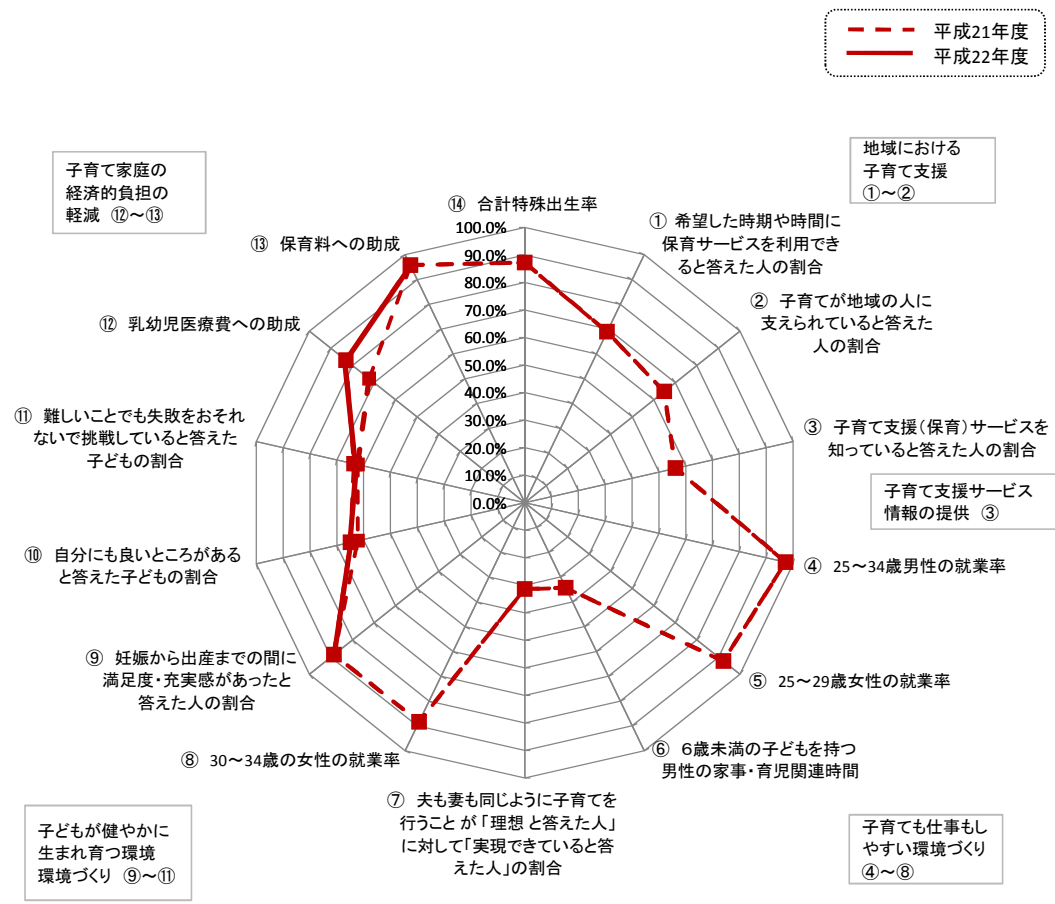 平成21年度
平成22年度
子育て家庭の
経済的負担の
軽減 ⑫～⑬
地域における
子育て支援
①～②
⑭ 合計特殊出生率
① 希望した時期や時間に
保育サービスを利用でき
ると答えた人の割合
② 子育てが地域の人に
支えられていると答えた
人の割合
③ 子育て支援（保育）サービスを
知っていると答えた人の割合
子育て支援サービス
情報の提供 ③
④ 25～34歳男性の就業率
⑤ 25～29歳女性の就業率
⑥ 6歳未満の子どもを持つ
男性の家事・育児関連時間
⑦ 夫も妻も同じように子育てを
行うこと が「理想 と答えた人」
に対して「実現できていると答
えた人」の割合
⑧ 30～34歳の女性の就業率
⑨ 妊娠から出産までの間に
満足度・充実感があったと
答えた人の割合
⑩ 自分にも良いところがある
と答えた子どもの割合
⑪ 難しいことでも失敗をおそれ
ないで挑戦していると答えた
子どもの割合
⑫ 乳幼児医療費への助成
⑬ 保育料への助成
100.0%
90.0%
80.0%
70.0%
60.0%
50.0%
40.0%
30.0%
20.0%
10.0%
0.0%
子どもが健やかに
生まれ育つ環境
環境づくり ⑨～⑪
子育ても仕事もし
やすい環境づくり
④～⑧